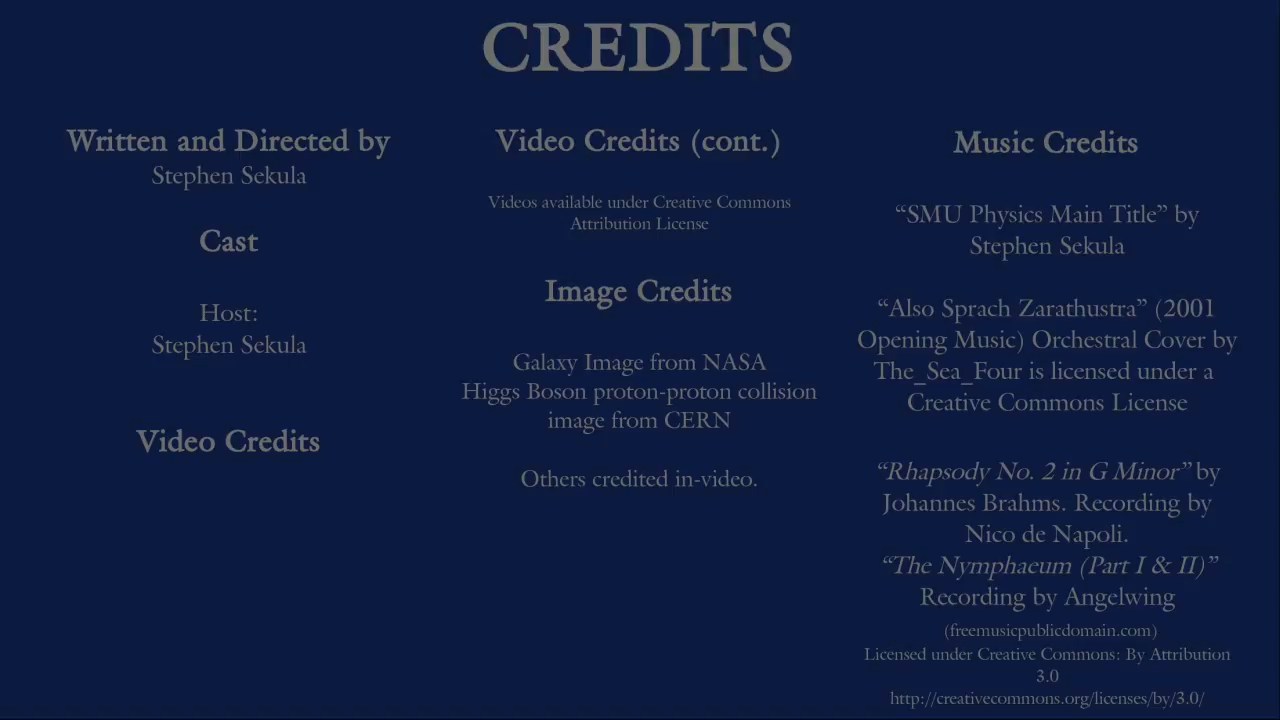 CREDITS
Written and Directed by
Stephen Sekula
Cast
Host:
Stephen Sekula
Video Credits
Video Credits (cont.)
Videos available under Creative Commons
Attribution License
Image Credits
Galaxy Image from NASA
Higgs Boson proton-proton collision
image from CERN
Others credited in-video.
Music Credits
“SMU Physics Main Title” by
Stephen Sekula
“Also Sprach Zarathustra” (2001
Opening Music) Orchestral Cover by
The_Sea_Four is licensed under a
Creative Commons License
“Rhapsody No. 2 in G Minor” by
Johannes Brahms. Recording by
Nico de Napoli.
“The Nymphaeum (Part I & II)”
Recording by Angelwing
(freemusicpublicdomain.com)
Licensed under Creative Commons: By Attribution
3.0
http://creativecommons.org/licenses/by/3.0/